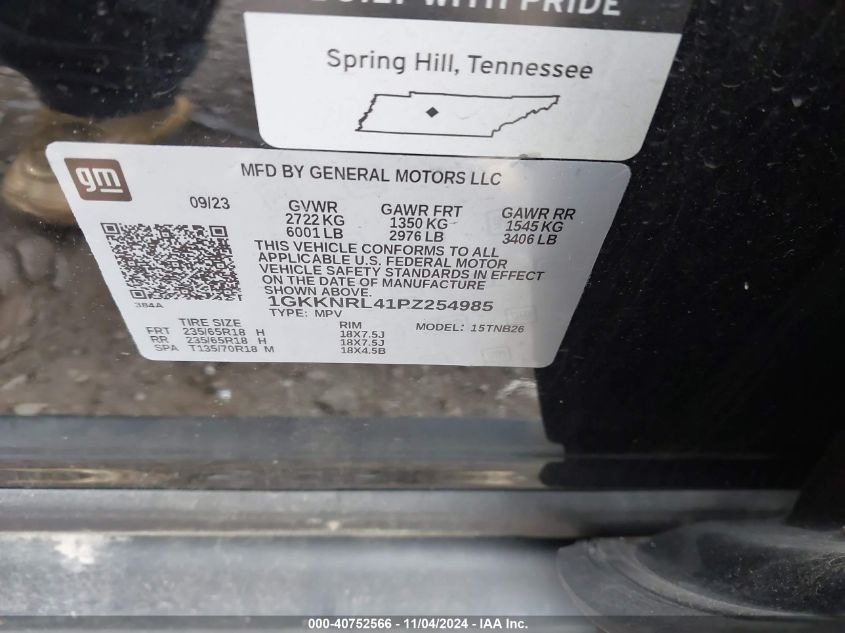 BUILT WITH PRIDE
Spring Hill, Tennessee
gm
MFD BY GENERAL MOTORS LLC
09/23
GVWR
2722 KG
6001 LB
GAWR FRT
1350 KG
2976 LB
GAWR RR
1545 KG
3406 LB
THIS VEHICLE CONFORMS TO ALL
APPLICABLE U.S. FEDERAL MOTOR
VEHICLE SAFETY STANDARDS IN EFFECT
ON THE DATE OF MANUFACTURE
SHOWN ABOVE.
384A
1GKKNRL41PZ254985
TYPE: MPV
MODEL: 15TNB26
TIRE SIZE RIM
FRT 235/65R18 H 18X7.5J
RR 235/65R18 H 18X7.5J
SPA T135/70R18 M 18X4.5B
000-40752566 - 11/04/2024 - IAA Inc.